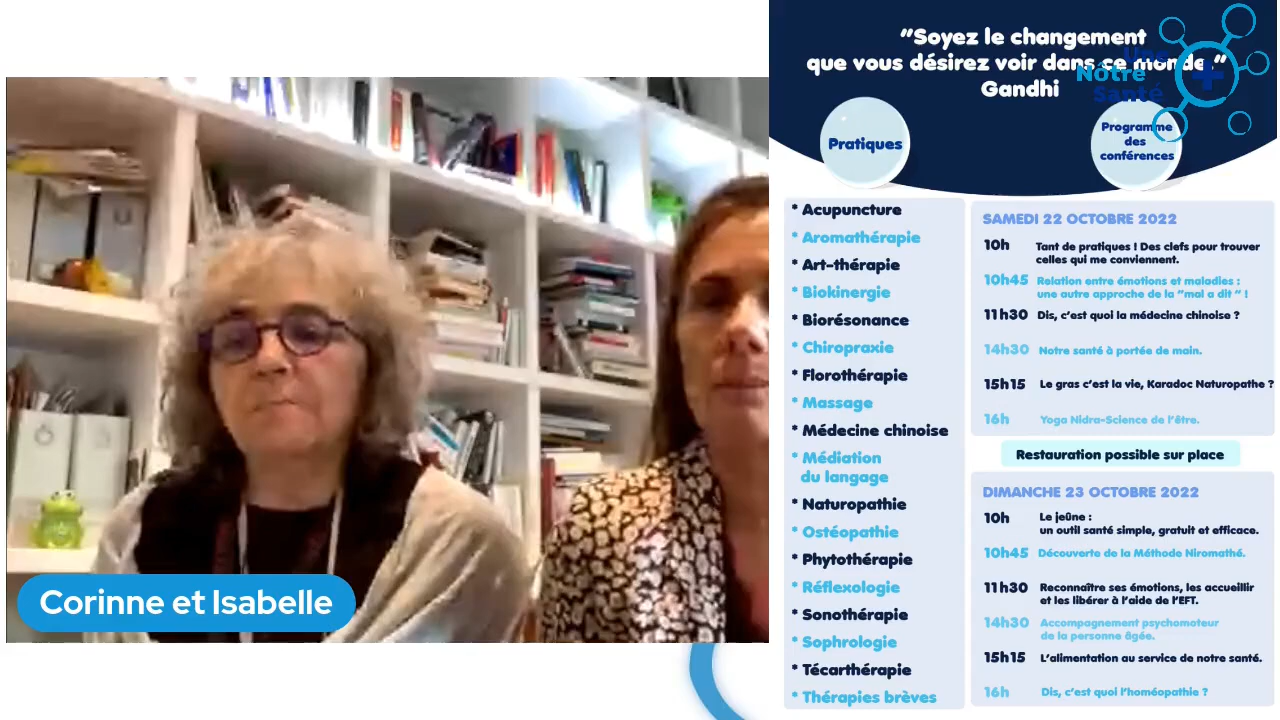 “Soyez le changement
que vous désirez voir dans ce monde.”
Gandhi
Une
Nôtre
Santé
Pratiques
Programme
des
conférences
* Acupuncture
* Aromathérapie
* Art-thérapie
* Biokinergie
* Biorésonance
* Chiropraxie
* Florothérapie
* Massage
* Médecine chinoise
* Médiation
du langage
* Naturopathie
* Ostéopathie
* Phytothérapie
* Réflexologie
* Sonothérapie
* Sophrologie
* Técarthérapie
* Thérapies brèves
SAMEDI 22 OCTOBRE 2022
10h Tant de pratiques ! Des clefs pour trouver
celles qui me conviennent.
10h45 Relation entre émotions et maladies :
une autre approche de la “mal a dit “ !
11h30 Dis, c’est quoi la médecine chinoise ?
14h30 Notre santé à portée de main.
15h15 Le gras c’est la vie, Karadoc Naturopathe ?
16h Yoga Nidra-Science de l’être.
Restauration possible sur place
DIMANCHE 23 OCTOBRE 2022
10h Le jeûne :
un outil santé simple, gratuit et efficace.
10h45 Découverte de la Méthode Niromathé.
11h30 Reconnaître ses émotions, les accueillir
et les libérer à l’aide de l’EFT.
14h30 Accompagnement psychomoteur
de la personne âgée.
15h15 L’alimentation au service de notre santé.
16h Dis, c’est quoi l’homéopathie ?
Corinne et Isabelle